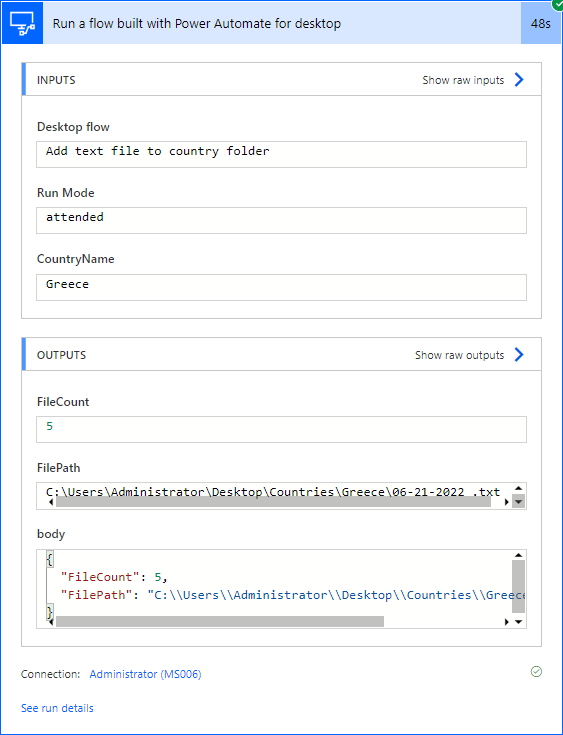 Run a flow built with Power Automate for desktop
48s
INPUTS
Show raw inputs
Desktop flow
Add text file to country folder
Run Mode
attended
CountryName
Greece
OUTPUTS
Show raw outputs
FileCount
5
FilePath
C:\Users\Administrator\Desktop\Countries\Greece\06-21-2022 .txt
body
{
"FileCount": 5,
"FilePath": "C:\\Users\\Administrator\\Desktop\\Countries\\Greece
}
Connection: Administrator (MS006)
See run details